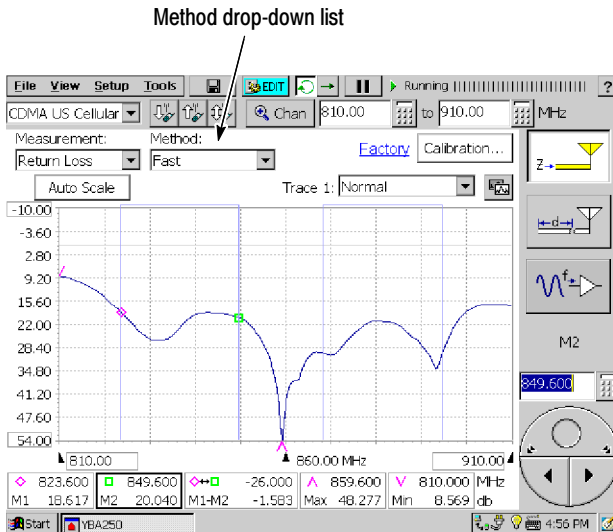 Method drop-down list
File View Setup Tools EDIT Running ?
CDMA US Cellular Chan 810.00 to 910.00 MHz
Measurement: Method:
Return Loss Fast Factory Calibration...
Auto Scale Trace 1: Normal
Z
d
f
-10.00
-3.60
2.80
9.20
15.60
22.00
28.40
34.80
41.20
47.60
54.00
M2
849.600
810.00 860.00 MHz 910.00
823.600 849.600 -26.000 859.600 810.000 MHz
M1 18.617 M2 20.040 M1-M2 -1.583 Max 48.277 Min 8.569 db
Start YBA250 4:56 PM